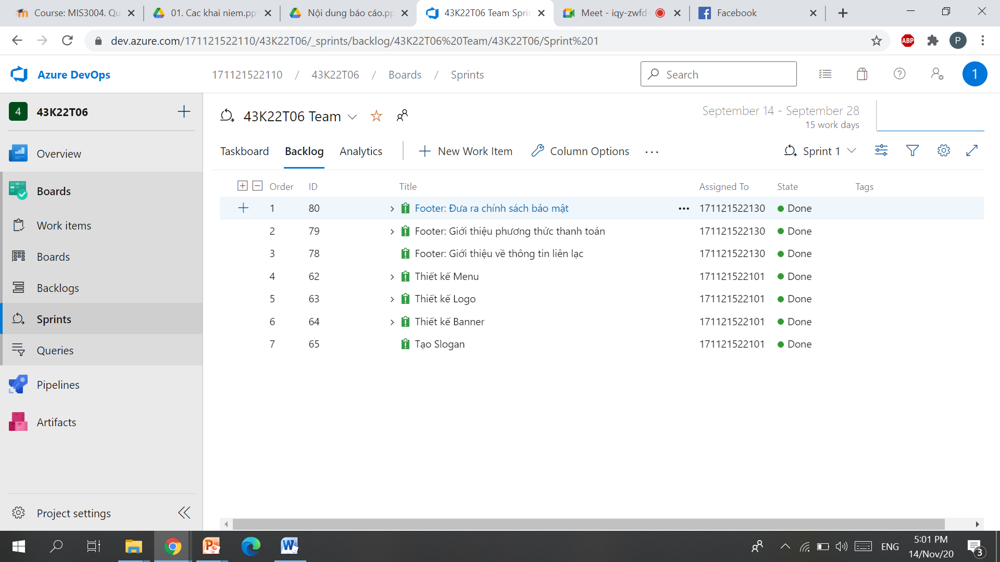 Course: MIS3004. Qu
01. Cac khai niem.pp
Nội dung báo cáo.pp
43K22T06 Team Sprin
Meet - iqy-zwfd-
Facebook
dev.azure.com/171121522110/43K22T06/_sprints/backlog/43K22T06%20Team/43K22T06/Sprint%201
ABP
P
Azure DevOps
171121522110 / 43K22T06 / Boards / Sprints
Search
1
4
43K22T06
Overview
Boards
Work items
Boards
Backlogs
Sprints
Queries
Pipelines
Artifacts
Project settings
43K22T06 Team
September 14 - September 28
15 work days
Taskboard Backlog Analytics New Work Item Column Options
Sprint 1
Order ID Title Assigned To State Tags
1 80 Footer: Đưa ra chính sách bảo mật 171121522130 Done
2 79 Footer: Giới thiệu phương thức thanh toán 171121522130 Done
3 78 Footer: Giới thiệu về thông tin liên lạc 171121522130 Done
4 62 Thiết kế Menu 171121522101 Done
5 63 Thiết kế Logo 171121522101 Done
6 64 Thiết kế Banner 171121522101 Done
7 65 Tạo Slogan 171121522101 Done
ENG
5:01 PM
14/Nov/20
3